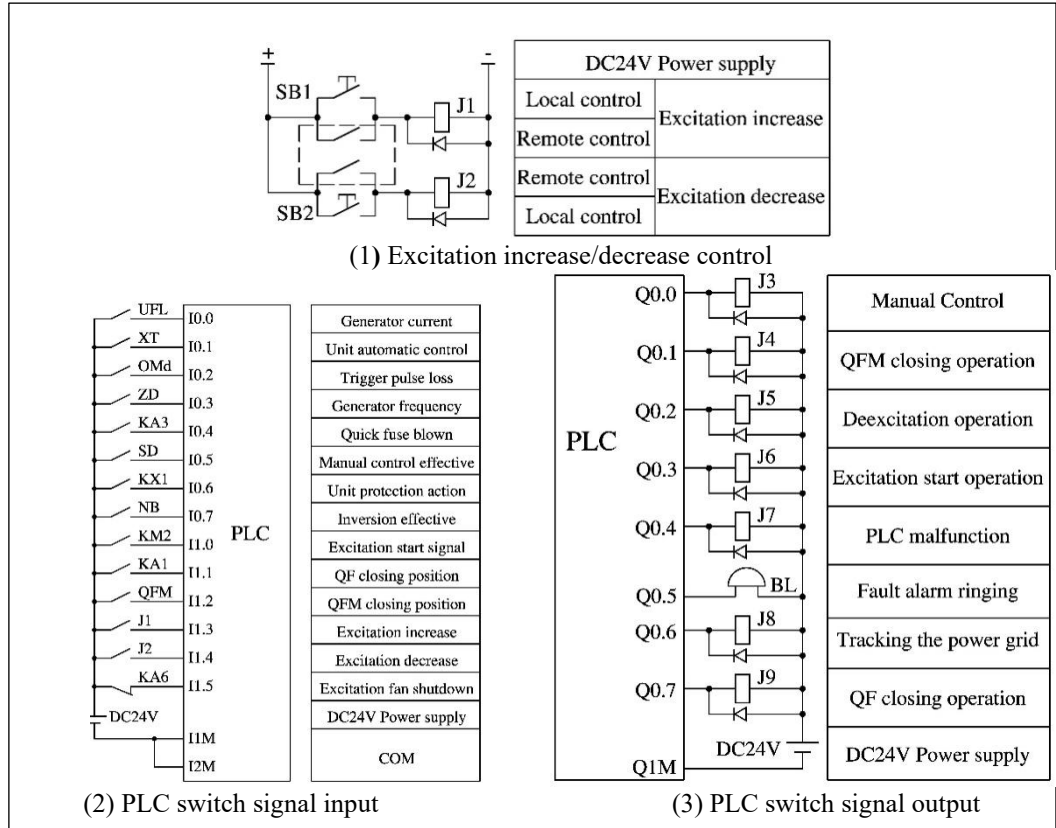 +
-
SB1
J1
J2
SB2
DC24V Power supply
Local control
Excitation increase
Remote control
Remote control
Excitation decrease
Local control
(1) Excitation increase/decrease control
UFL I0.0 Generator current
XT I0.1 Unit automatic control
OMd I0.2 Trigger pulse loss
ZD I0.3 Generator frequency
KA3 I0.4 Quick fuse blown
SD I0.5 Manual control effective
KX1 I0.6 Unit protection action
NB I0.7 Inversion effective
PLC
KM2 I1.0 Excitation start signal
KA1 I1.1 QF closing position
QFM I1.2 QFM closing position
J1 I1.3 Excitation increase
J2 I1.4 Excitation decrease
KA6 I1.5 Excitation fan shutdown
DC24V DC24V Power supply
I1M
COM
I2M
(2) PLC switch signal input
Q0.0 J3 Manual Control
Q0.1 J4 QFM closing operation
Q0.2 J5 Deexcitation operation
PLC
Q0.3 J6 Excitation start operation
Q0.4 J7 PLC malfunction
Q0.5 BL Fault alarm ringing
Q0.6 J8 Tracking the power grid
Q0.7 J9 QF closing operation
DC24V DC24V Power supply
Q1M
(3) PLC switch signal output